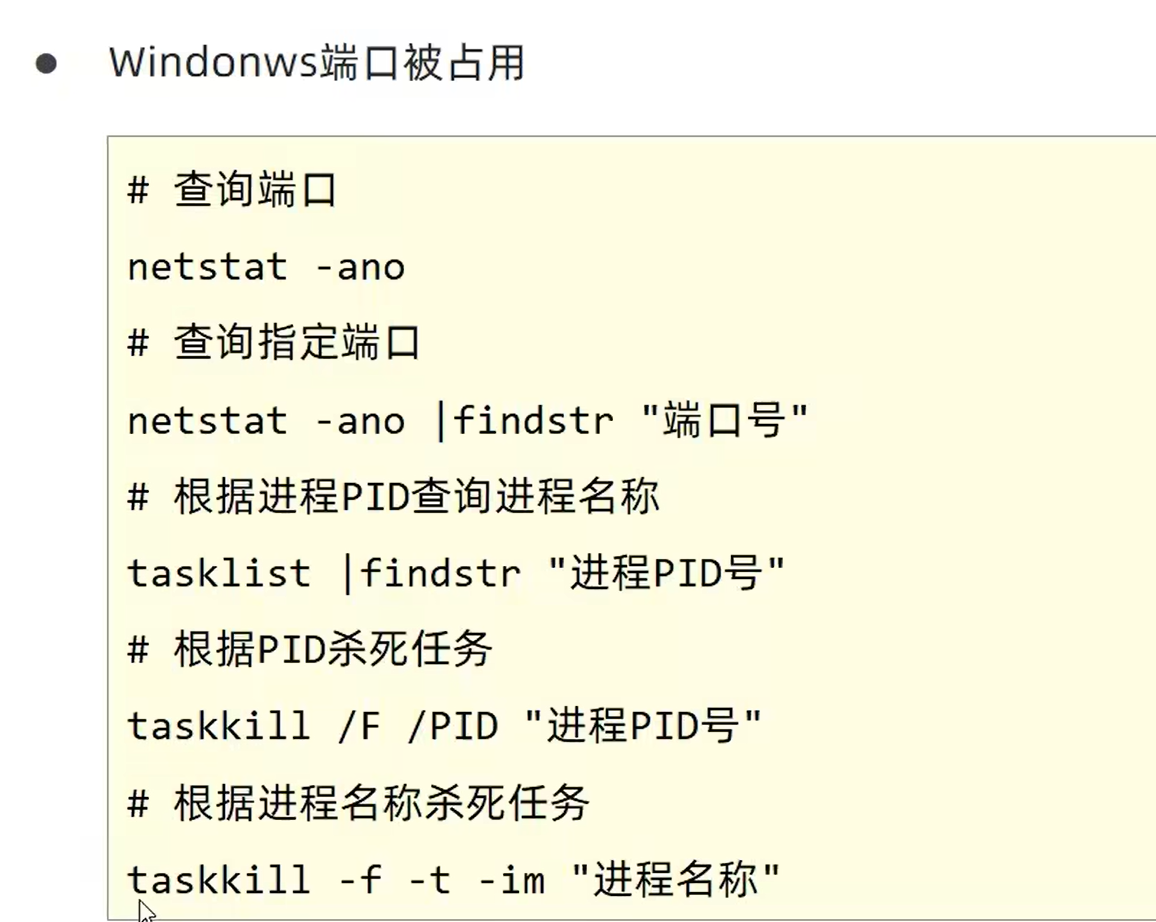 ● Windonws端口被占用
# 查询端口
netstat -ano
# 查询指定端口
netstat -ano |findstr "端口号"
# 根据进程PID查询进程名称
tasklist |findstr "进程PID号"
# 根据PID杀死任务
taskkill /F /PID "进程PID号"
# 根据进程名称杀死任务
taskkill -f -t -im "进程名称"